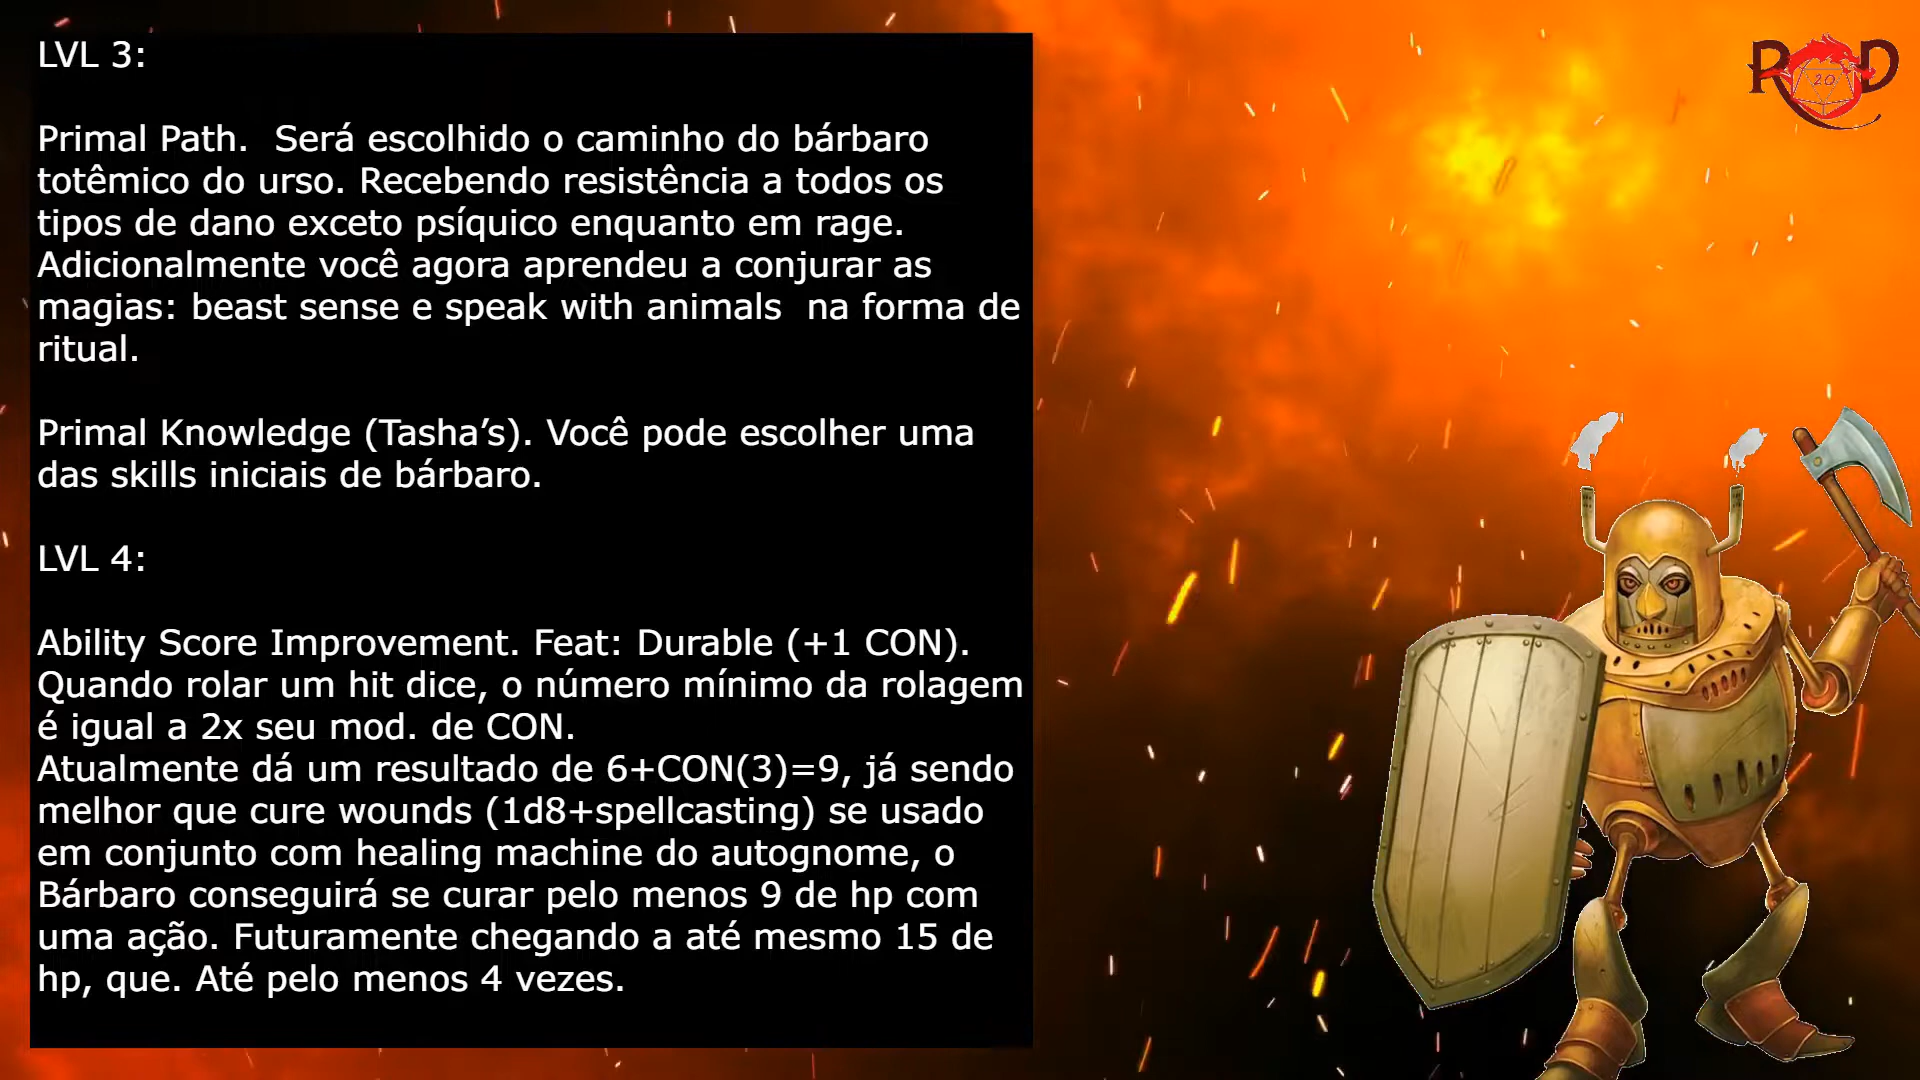 LVL 3:
Primal Path.  Será escolhido o caminho do bárbaro
totêmico do urso. Recebendo resistência a todos os
tipos de dano exceto psíquico enquanto em rage.
Adicionalmente você agora aprendeu a conjurar as
magias: beast sense e speak with animals  na forma de
ritual.
Primal Knowledge (Tasha’s). Você pode escolher uma
das skills iniciais de bárbaro.
LVL 4:
Ability Score Improvement. Feat: Durable (+1 CON).
Quando rolar um hit dice, o número mínimo da rolagem
é igual a 2x seu mod. de CON.
Atualmente dá um resultado de 6+CON(3)=9, já sendo
melhor que cure wounds (1d8+spellcasting) se usado
em conjunto com healing machine do autognome, o
Bárbaro conseguirá se curar pelo menos 9 de hp com
uma ação. Futuramente chegando a até mesmo 15 de
hp, que. Até pelo menos 4 vezes.
R 20 D